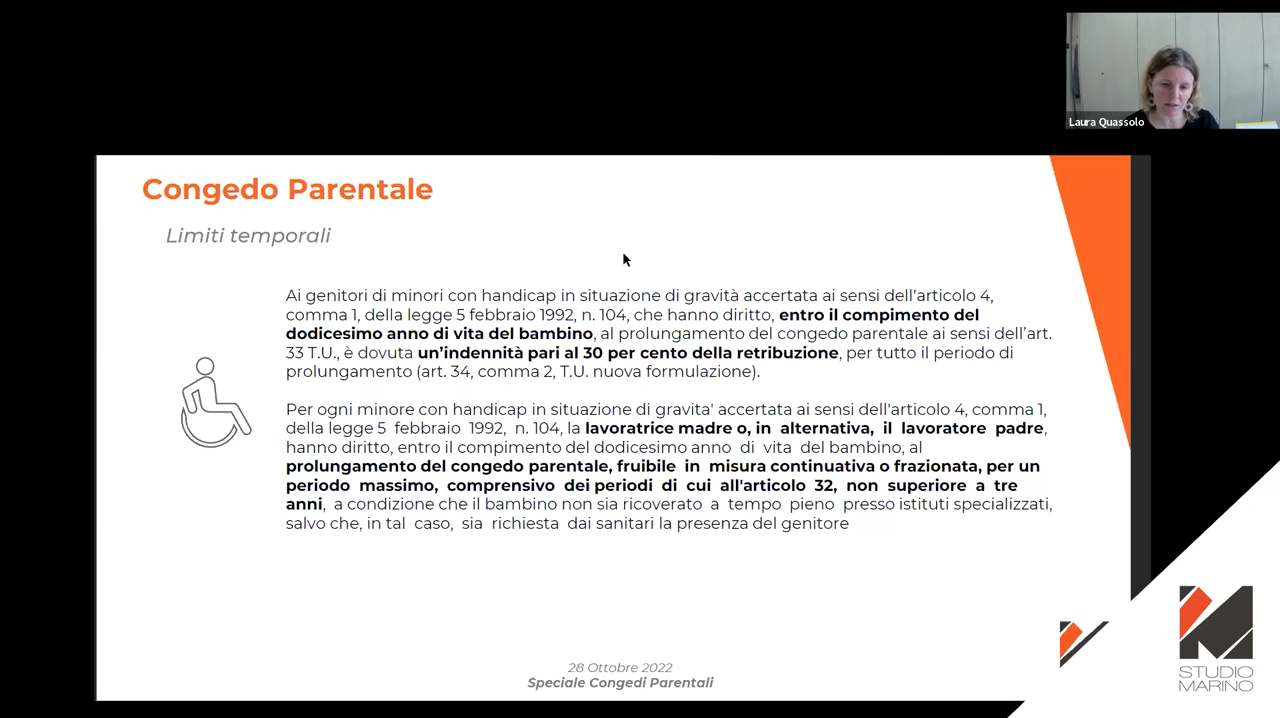 Laura Quassolo
Congedo Parentale
Limiti temporali
Ai genitori di minori con handicap in situazione di gravità accertata ai sensi dell'articolo 4,
comma 1, della legge 5 febbraio 1992, n. 104, che hanno diritto, entro il compimento del
dodicesimo anno di vita del bambino, al prolungamento del congedo parentale ai sensi dell'art.
33 T.U., è dovuta un'indennità pari al 30 per cento della retribuzione, per tutto il periodo di
prolungamento (art. 34, comma 2, T.U. nuova formulazione).
Per ogni minore con handicap in situazione di gravita' accertata ai sensi dell'articolo 4, comma 1,
della legge 5 febbraio 1992, n. 104, la lavoratrice madre o, in alternativa, il lavoratore padre,
hanno diritto, entro il compimento del dodicesimo anno di vita del bambino, al
prolungamento del congedo parentale, fruibile in misura continuativa o frazionata, per un
periodo massimo, comprensivo dei periodi di cui all'articolo 32, non superiore a tre
anni, a condizione che il bambino non sia ricoverato a tempo pieno presso istituti specializzati,
salvo che, in tal caso, sia richiesta dai sanitari la presenza del genitore
28 Ottobre 2022
Speciale Congedi Parentali
STUDIO
MARINO